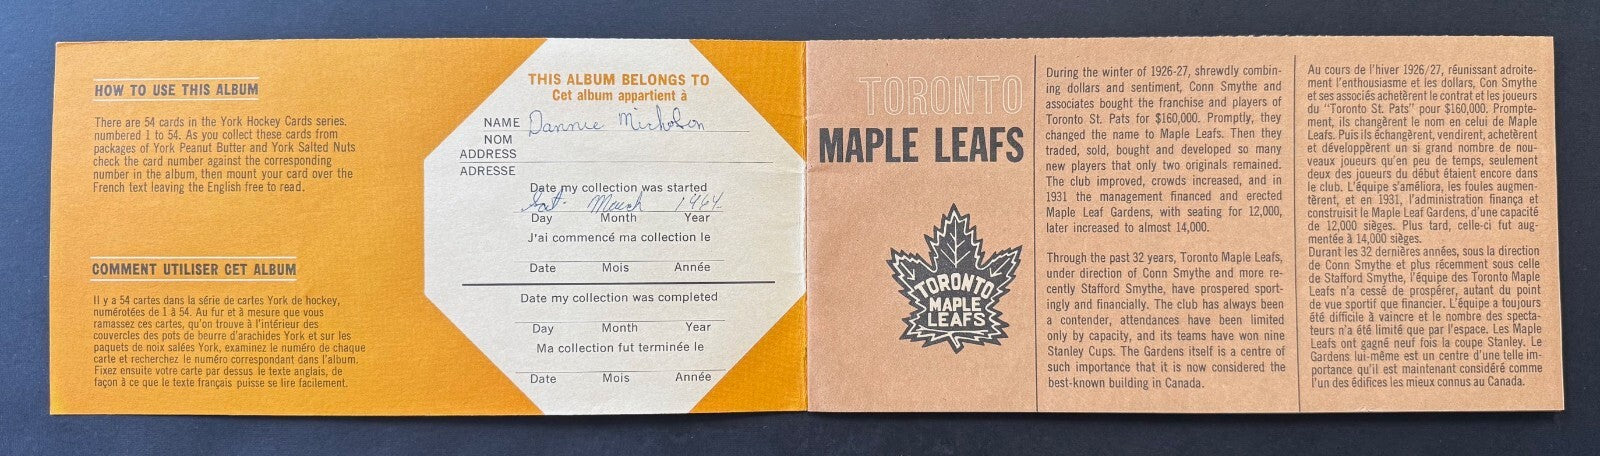 HOW TO USE THIS ALBUM
There are 54 cards in the York Hockey Cards series,
numbered 1 to 54. As you collect these cards from
packages of York Peanut Butter and York Salted Nuts
check the card number against the corresponding
number in the album, then mount your card over the
French text leaving the English free to read.
COMMENT UTILISER CET ALBUM
Il y a 54 cartes dans la série de cartes York de hockey,
numérotées de 1 à 54. Au fur et à mesure que vous
ramassez ces cartes, qu'on trouve à l'intérieur des
couvercles des pots de beurre d'arachides York et sur les
paquets de noix salées York, examinez le numéro de chaque
carte et recherchez le numéro correspondant dans l'album.
Fixez ensuite votre carte par dessus le texte anglais, de
façon à ce que le texte français puisse se lire facilement.
THIS ALBUM BELONGS TO
Cet album appartient à
NAME Dannie Nicholson
NOM
ADDRESS
ADRESSE
Date my collection was started
Sat. March 1964
Day Month Year
J'ai commencé ma collection le
Date Mois Année
Date my collection was completed
Day Month Year
Ma collection fut terminée le
Date Mois Année
TORONTO
MAPLE LEAFS
TORONTO
MAPLE
LEAFS
During the winter of 1926-27, shrewdly combin-
ing dollars and sentiment, Conn Smythe and
associates bought the franchise and players of
Toronto St. Pats for $160,000. Promptly, they
changed the name to Maple Leafs. Then they
traded, sold, bought and developed so many
new players that only two originals remained.
The club improved, crowds increased, and in
1931 the management financed and erected
Maple Leaf Gardens, with seating for 12,000,
later increased to almost 14,000.
Through the past 32 years, Toronto Maple Leafs,
under direction of Conn Smythe and more re-
cently Stafford Smythe, have prospered sport-
ingly and financially. The club has always been
a contender, attendances have been limited
only by capacity, and its teams have won nine
Stanley Cups. The Gardens itself is a centre of
such importance that it is now considered the
best-known building in Canada.
Au cours de l'hiver 1926/27, réunissant adroite-
ment l'enthousiasme et les dollars, Con Smythe
et ses associés achetèrent le contrat et les joueurs
du "Toronto St. Pats" pour $160,000. Prompte-
ment, ils changèrent le nom en celui de Maple
Leafs. Puis ils échangèrent, vendirent, achetèrent
et développèrent un si grand nombre de nou-
veaux joueurs qu'en peu de temps, seulement
deux des joueurs du début étaient encore dans
le club. L'équipe s'améliora, les foules augmen-
tèrent, et en 1931, l'administration finança et
construisit le Maple Leaf Gardens, d'une capacité
de 12,000 sièges. Plus tard, celle-ci fut aug-
mentée à 14,000 sièges.
Durant les 32 dernières années, sous la direction
de Conn Smythe et plus récemment sous celle
de Stafford Smythe, l'équipe des Toronto Maple
Leafs n'a cessé de prospérer, autant du point
de vue sportif que financier. L'équipe a toujours
été difficile à vaincre et le nombre des specta-
teurs n'a été limité que par l'espace. Les Maple
Leafs ont gagné neuf fois la coupe Stanley. Le
Gardens lui-même est un centre d'une telle im-
portance qu'il est maintenant considéré comme
l'un des édifices les mieux connus au Canada.